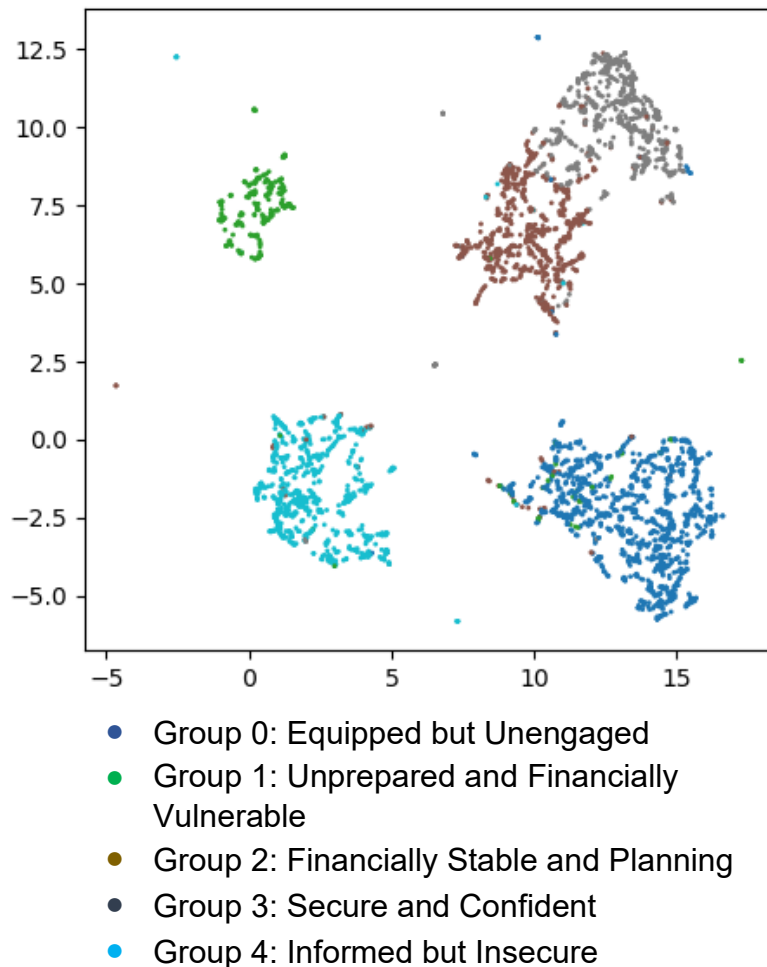 12.5
10.0
7.5
5.0
2.5
0.0
−2.5
−5.0
−5 0 5 10 15
Group 0: Equipped but Unengaged
Group 1: Unprepared and Financially
Vulnerable
Group 2: Financially Stable and Planning
Group 3: Secure and Confident
Group 4: Informed but Insecure